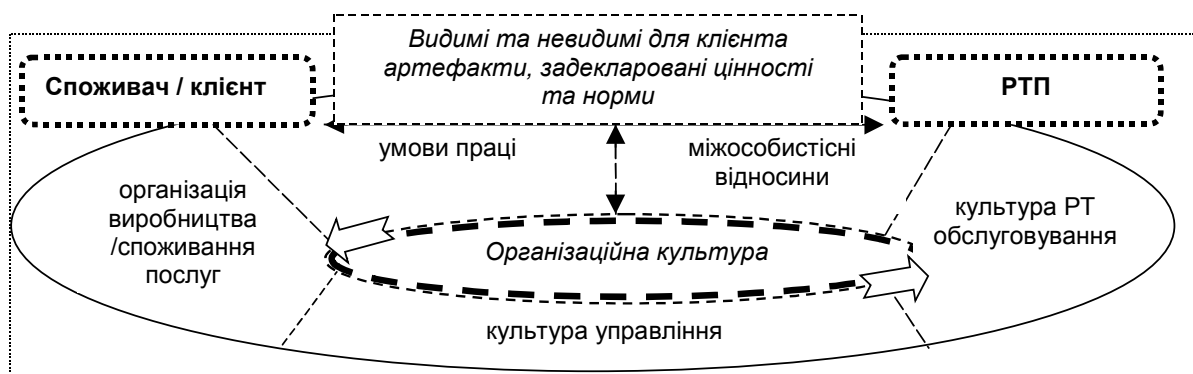 Видимі та невидимі для клієнта
артефакти, задекларовані цінності
та норми
Споживач / клієнт
РТП
умови праці
міжособистісні
відносини
організація
виробництва
/споживання
послуг
культура РТ
обслуговування
Організаційна культура
культура управління